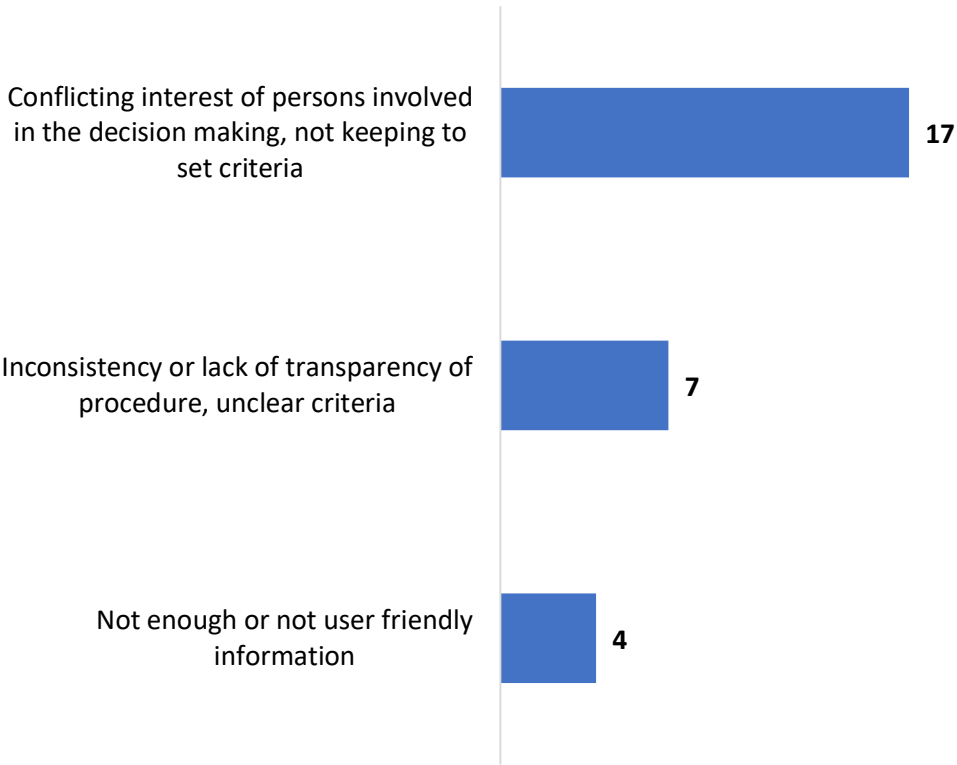 Conflicting interest of persons involved
in the decision making, not keeping to
set criteria
17
Inconsistency or lack of transparency of
procedure, unclear criteria
7
Not enough or not user friendly
information
4